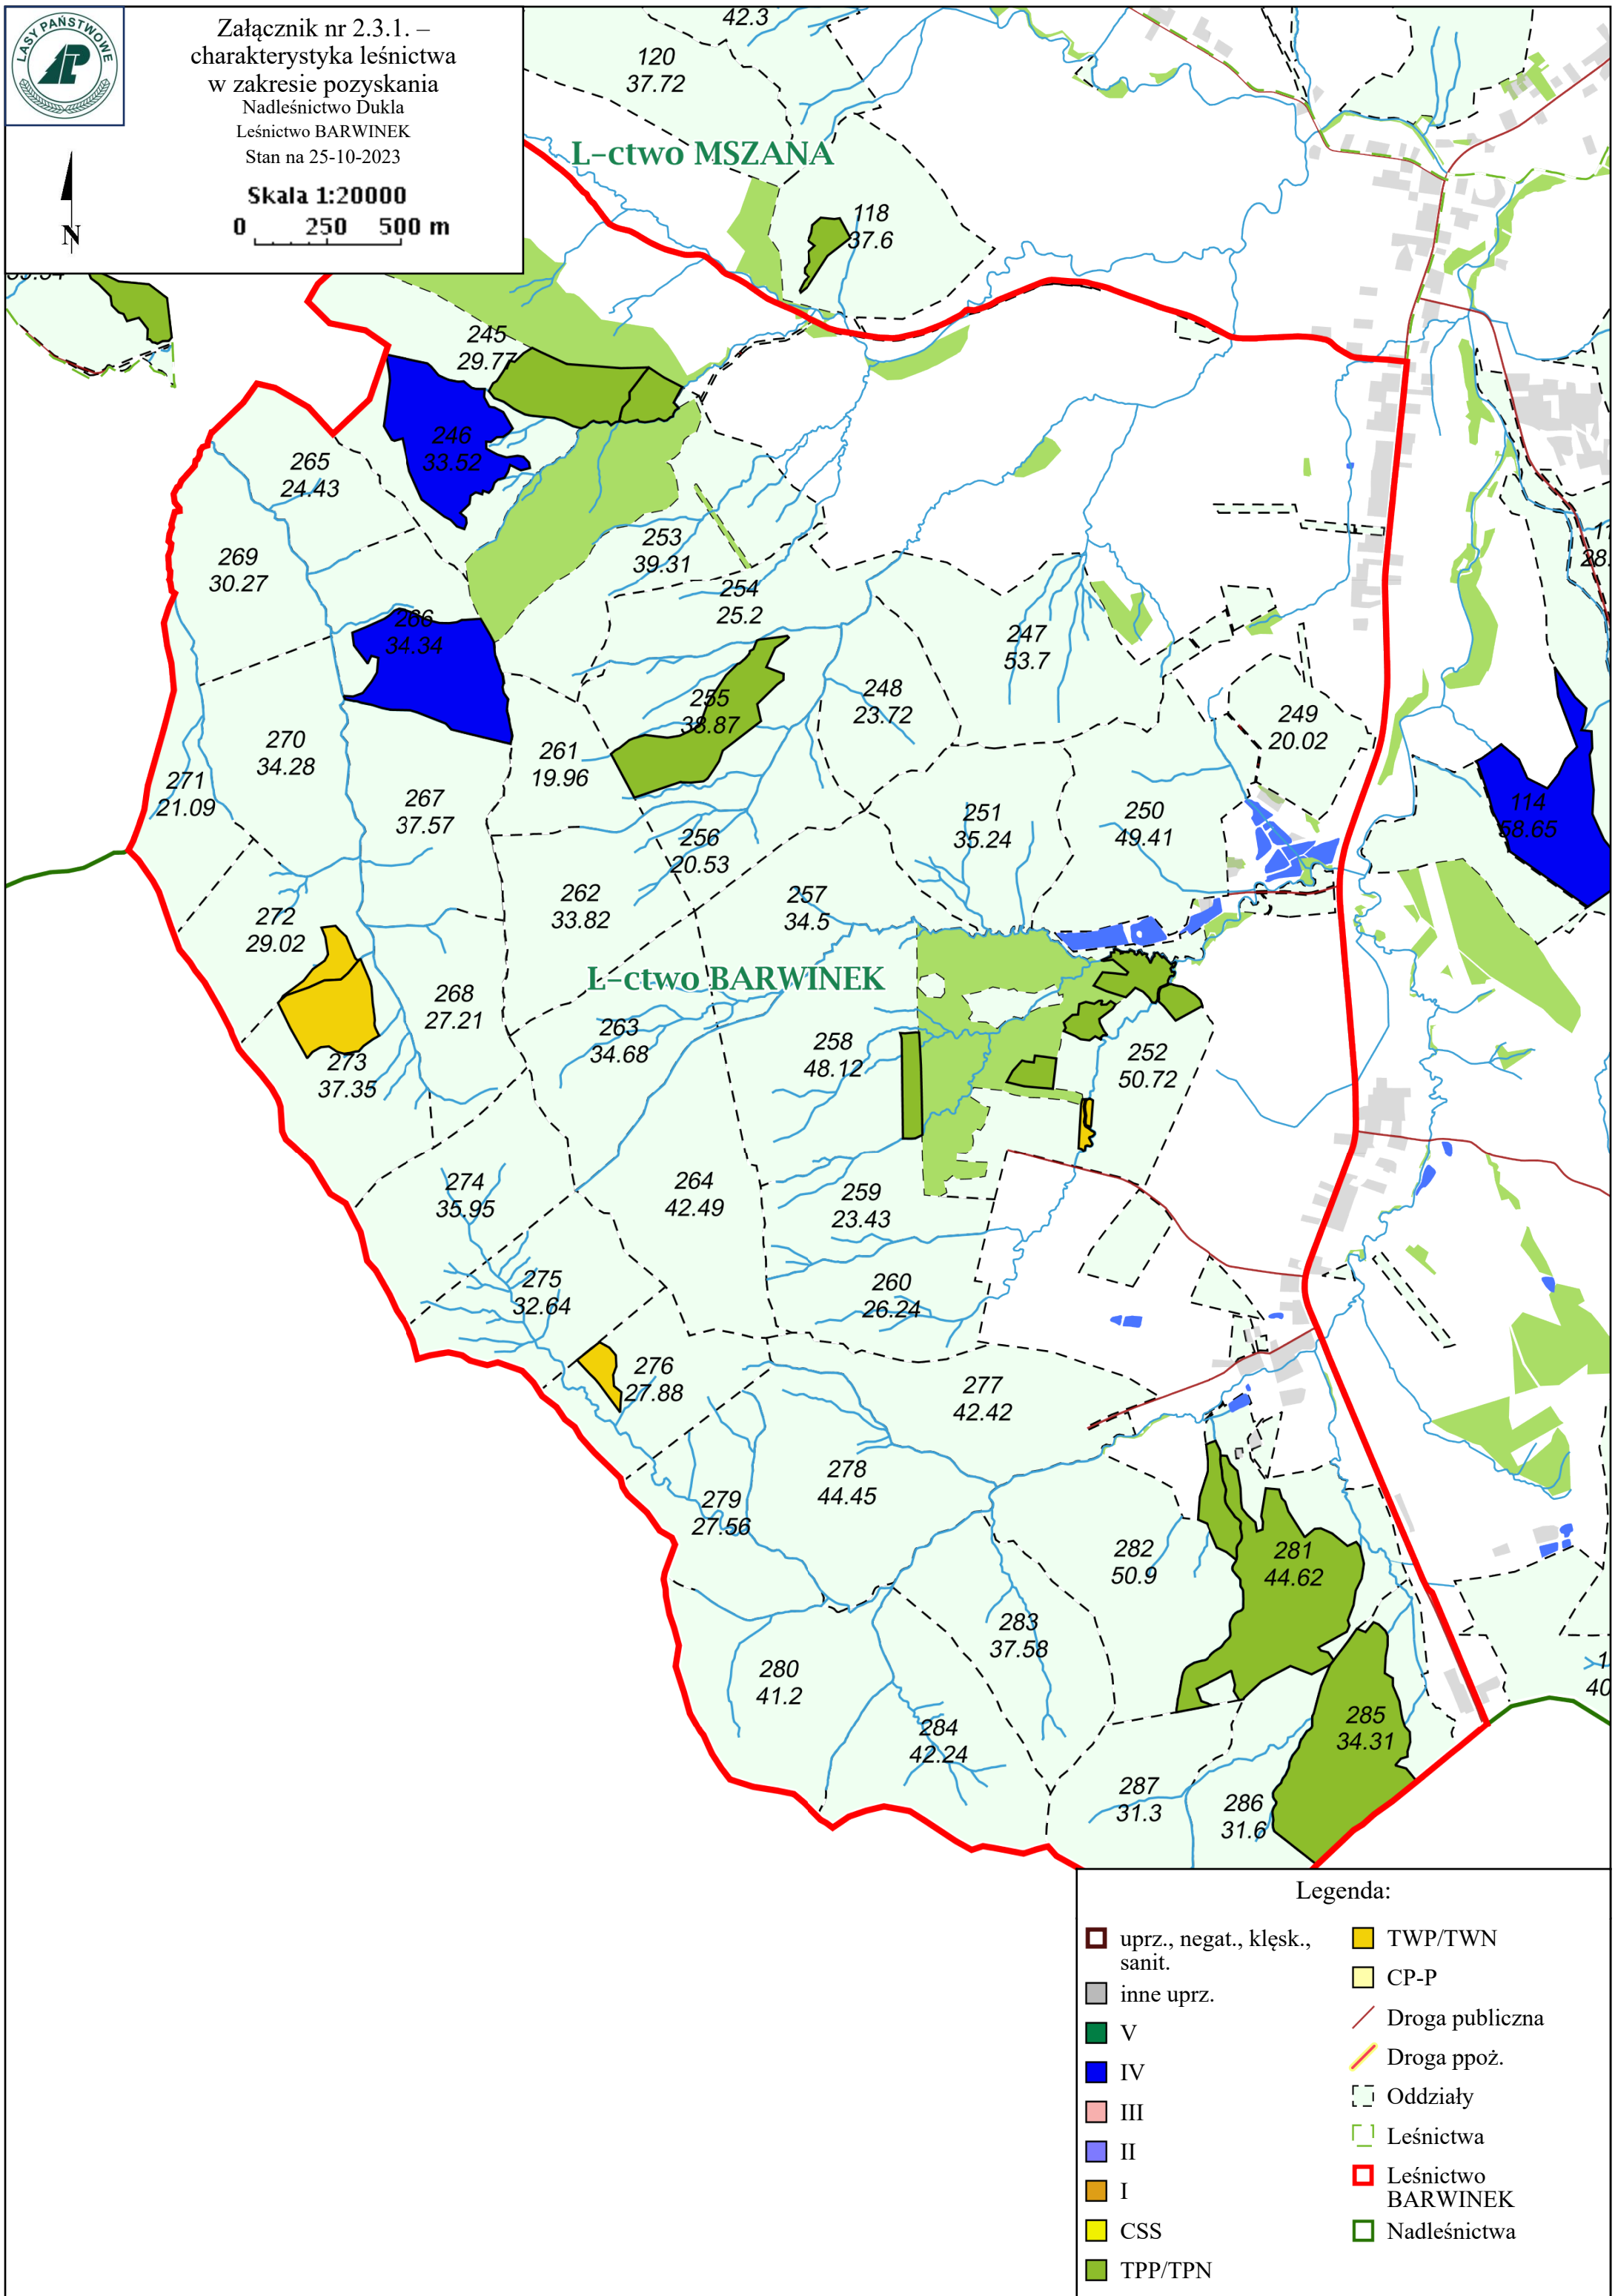 LASY PAŃSTWOWE
Załącznik nr 2.3.1. –
charakterystyka leśnictwa
w zakresie pozyskania
Nadleśnictwo Dukla
Leśnictwo BARWINEK
Stan na 25-10-2023
Skala 1:20000
0 250 500 m
N
42.3
120
37.72
L-ctwo MSZANA
118
37.6
245
29.77
246
33.52
265
24.43
253
39.31
269
30.27
254
25.2
266
34.34
247
53.7
248
23.72
255
38.87
249
20.02
270
34.28
261
19.96
271
21.09
267
37.57
251
35.24
250
49.41
114
58.65
256
20.53
262
33.82
257
34.5
272
29.02
L-ctwo BARWINEK
268
27.21
263
34.68
258
48.12
252
50.72
273
37.35
274
35.95
264
42.49
259
23.43
275
32.64
260
26.24
276
27.88
277
42.42
278
44.45
279
27.56
282
50.9
281
44.62
283
37.58
280
41.2
284
42.24
285
34.31
287
31.3
286
31.6
40
Legenda:
uprz., negat., klęsk.,
sanit.
inne uprz.
V
IV
III
II
I
CSS
TPP/TPN
TWP/TWN
CP-P
Droga publiczna
Droga ppoż.
Oddziały
Leśnictwa
Leśnictwo
BARWINEK
Nadleśnictwa